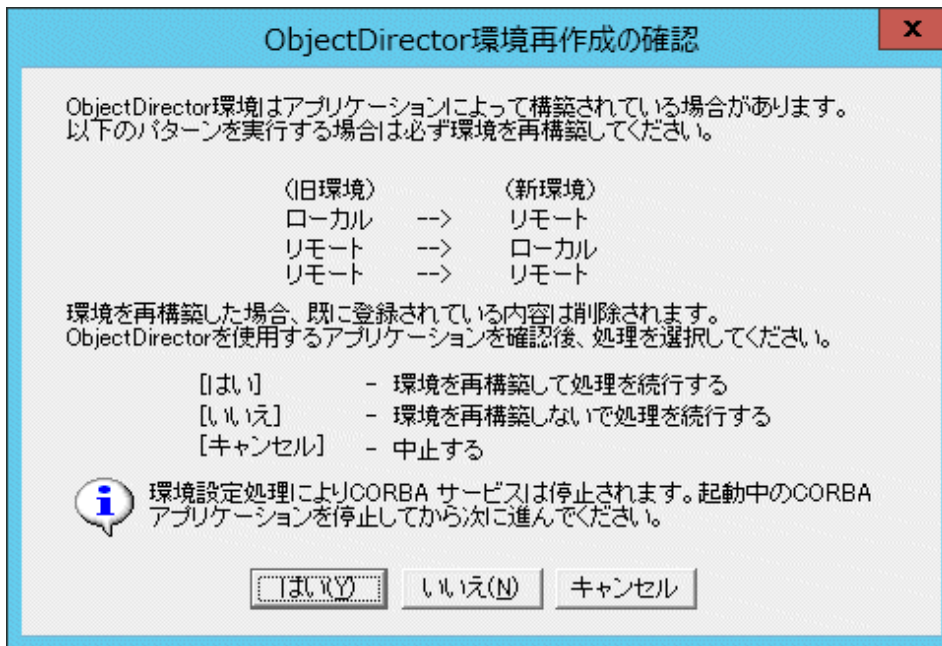 ObjectDirector環境再作成の確認
x
ObjectDirector環境はアプリケーションによって構築されている場合があります。
以下のパターンを実行する場合は必ず環境を再構築してください。
(旧環境) (新環境)
ローカル --> リモート
リモート --> ローカル
リモート --> リモート
環境を再構築した場合、既に登録されている内容は削除されます。
ObjectDirectorを使用するアプリケーションを確認後、処理を選択してください。
[はい] - 環境を再構築して処理を続行する
[いいえ] - 環境を再構築しないで処理を続行する
[キャンセル] - 中止する
環境設定処理によりCORBA サービスは停止されます。起動中のCORBA
アプリケーションを停止してから次に進んでください。
はい(Y) いいえ(N) キャンセル